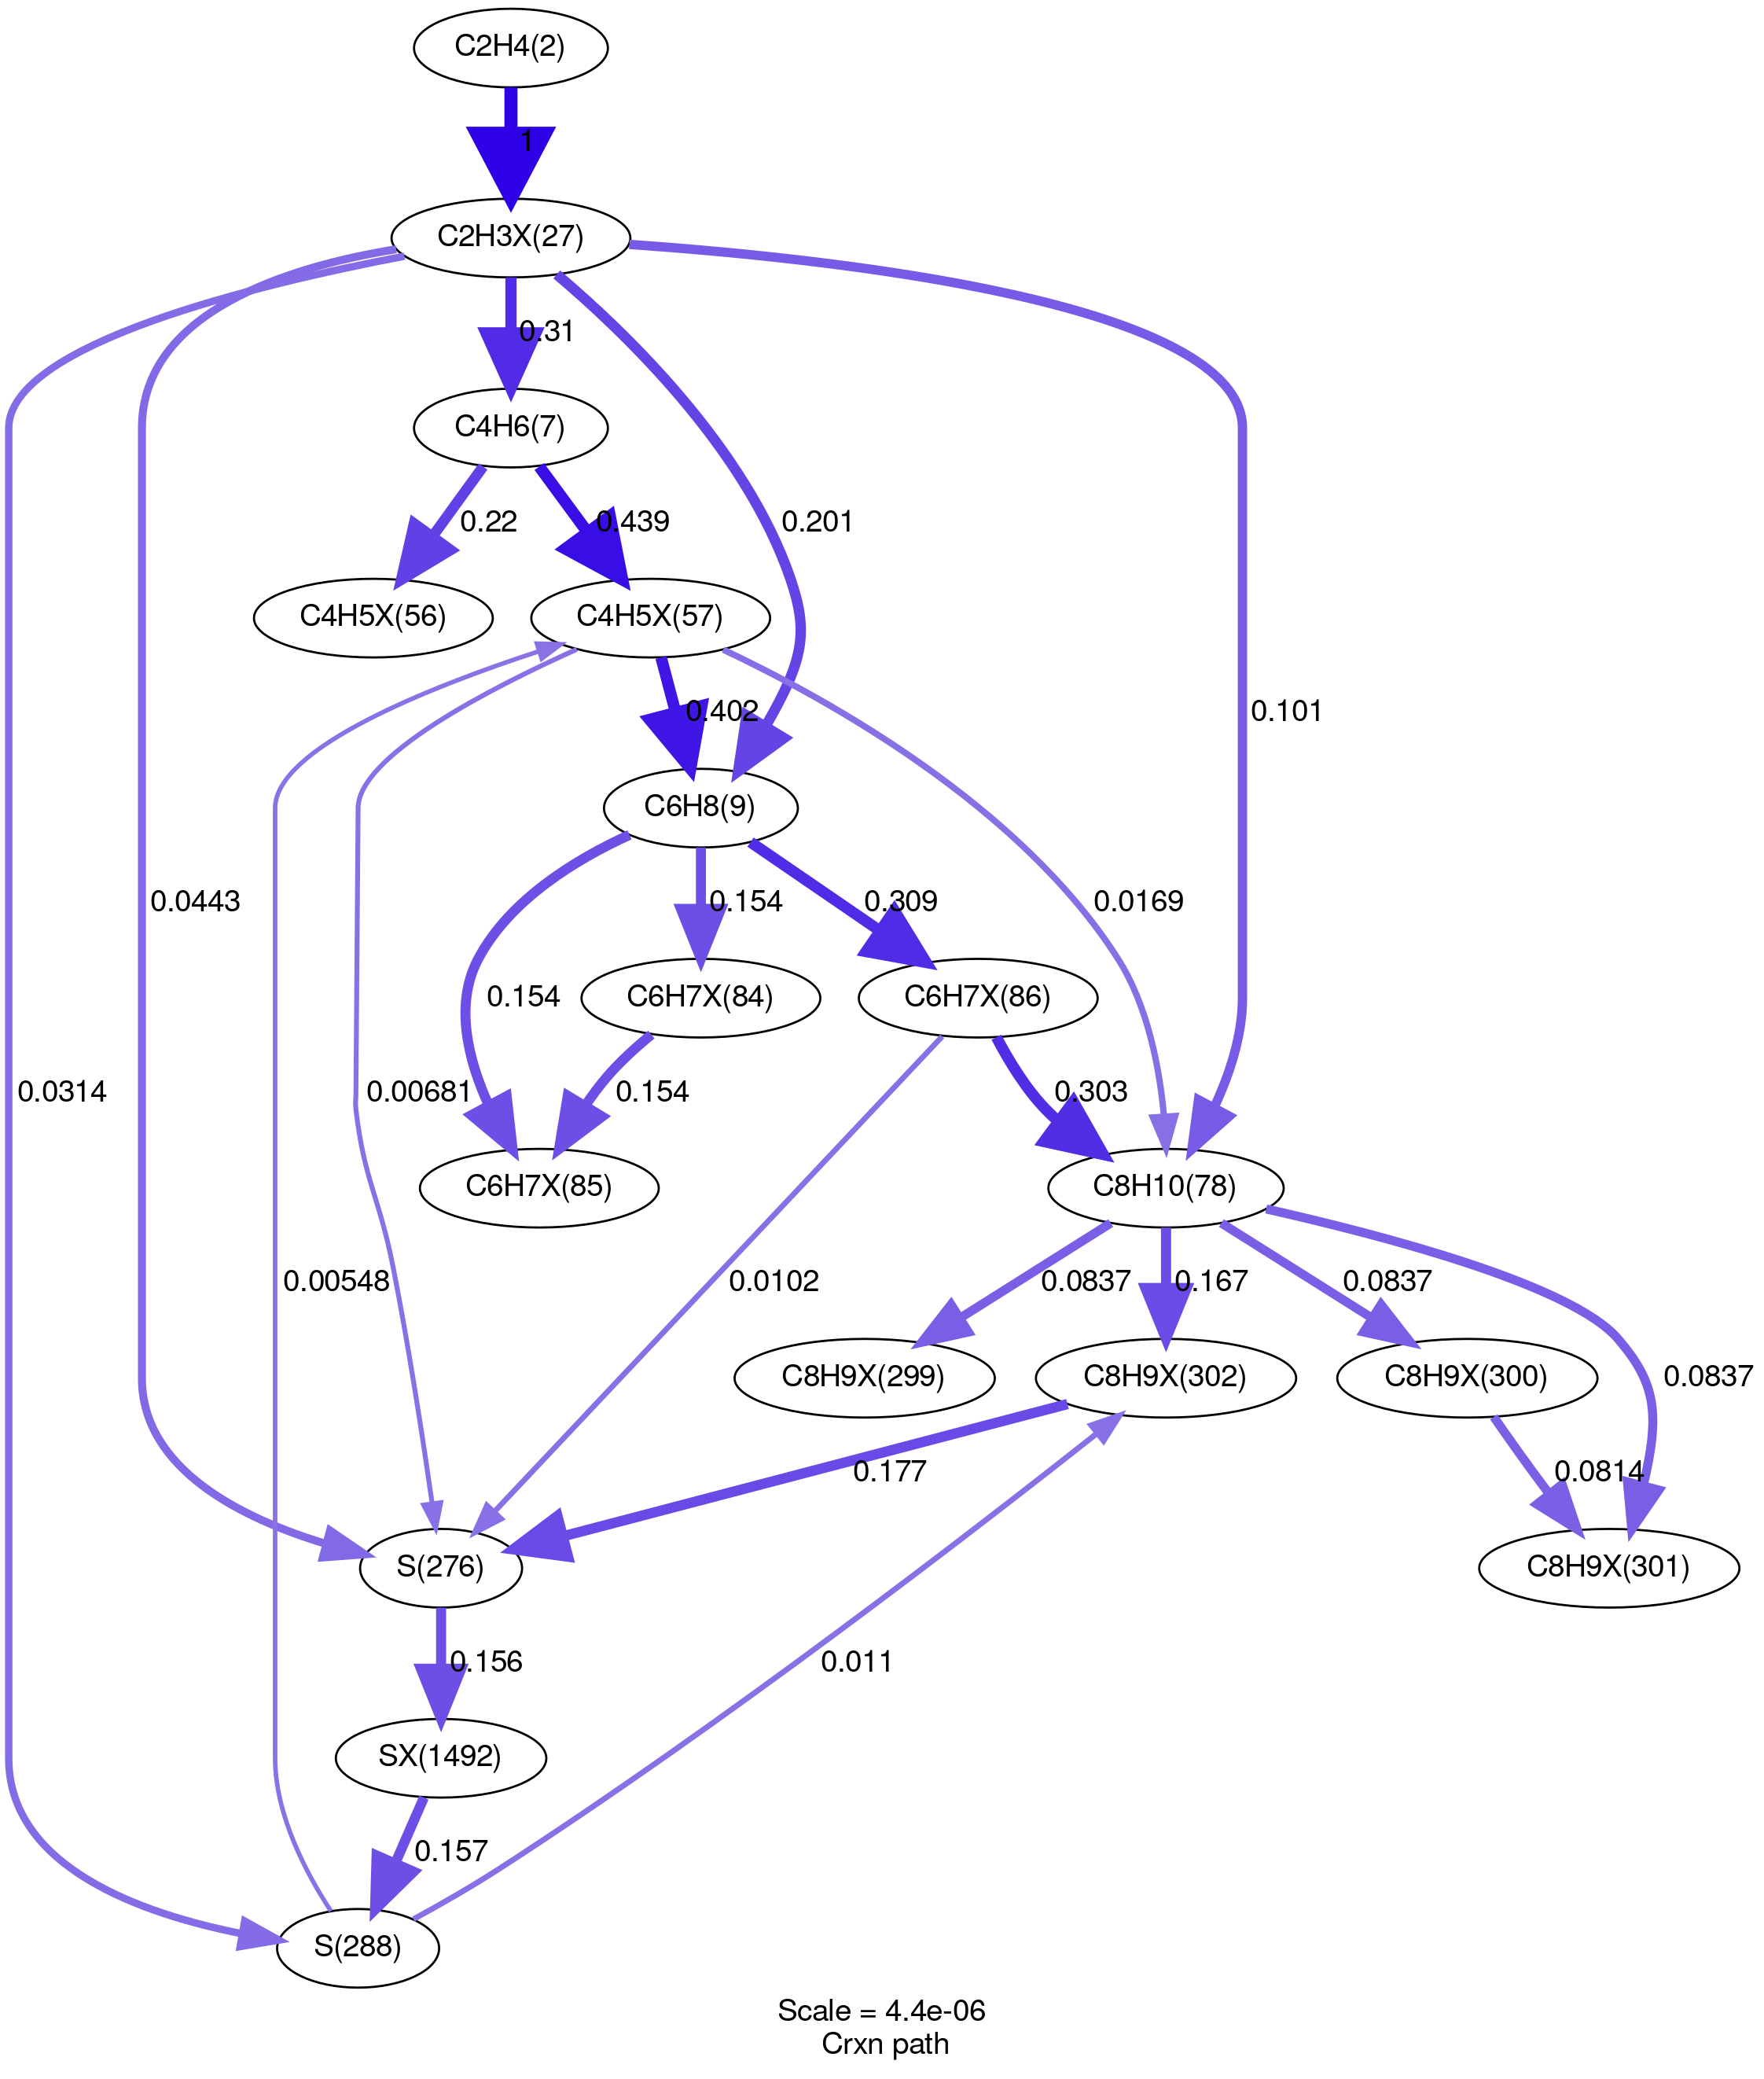 C2H4(2)
1
C2H3X(27)
0.31
C4H6(7)
0.22
0.439
0.201
C4H5X(56)
C4H5X(57)
0.402
0.101
C6H8(9)
0.0443
0.154
0.309
0.0169
0.154
C6H7X(84)
C6H7X(86)
0.0314
0.00681
0.154
0.303
C6H7X(85)
C8H10(78)
0.00548
0.0102
0.0837
0.167
0.0837
0.0837
C8H9X(299)
C8H9X(302)
C8H9X(300)
0.177
0.0814
S(276)
C8H9X(301)
0.156
0.011
SX(1492)
0.157
S(288)
Scale = 4.4e-06
Crxn path